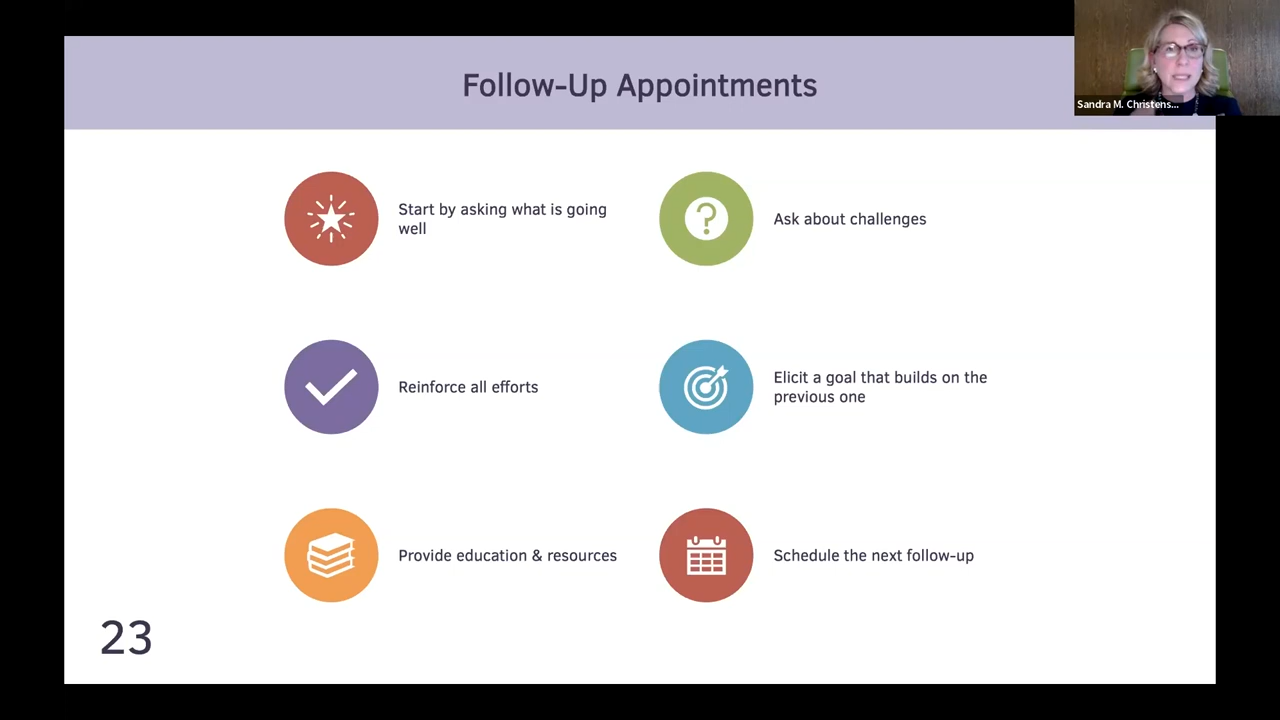 Follow-Up Appointments
Sandra M. Christens...
Start by asking what is going
well
Ask about challenges
Reinforce all efforts
Elicit a goal that builds on the
previous one
Provide education & resources
Schedule the next follow-up
23